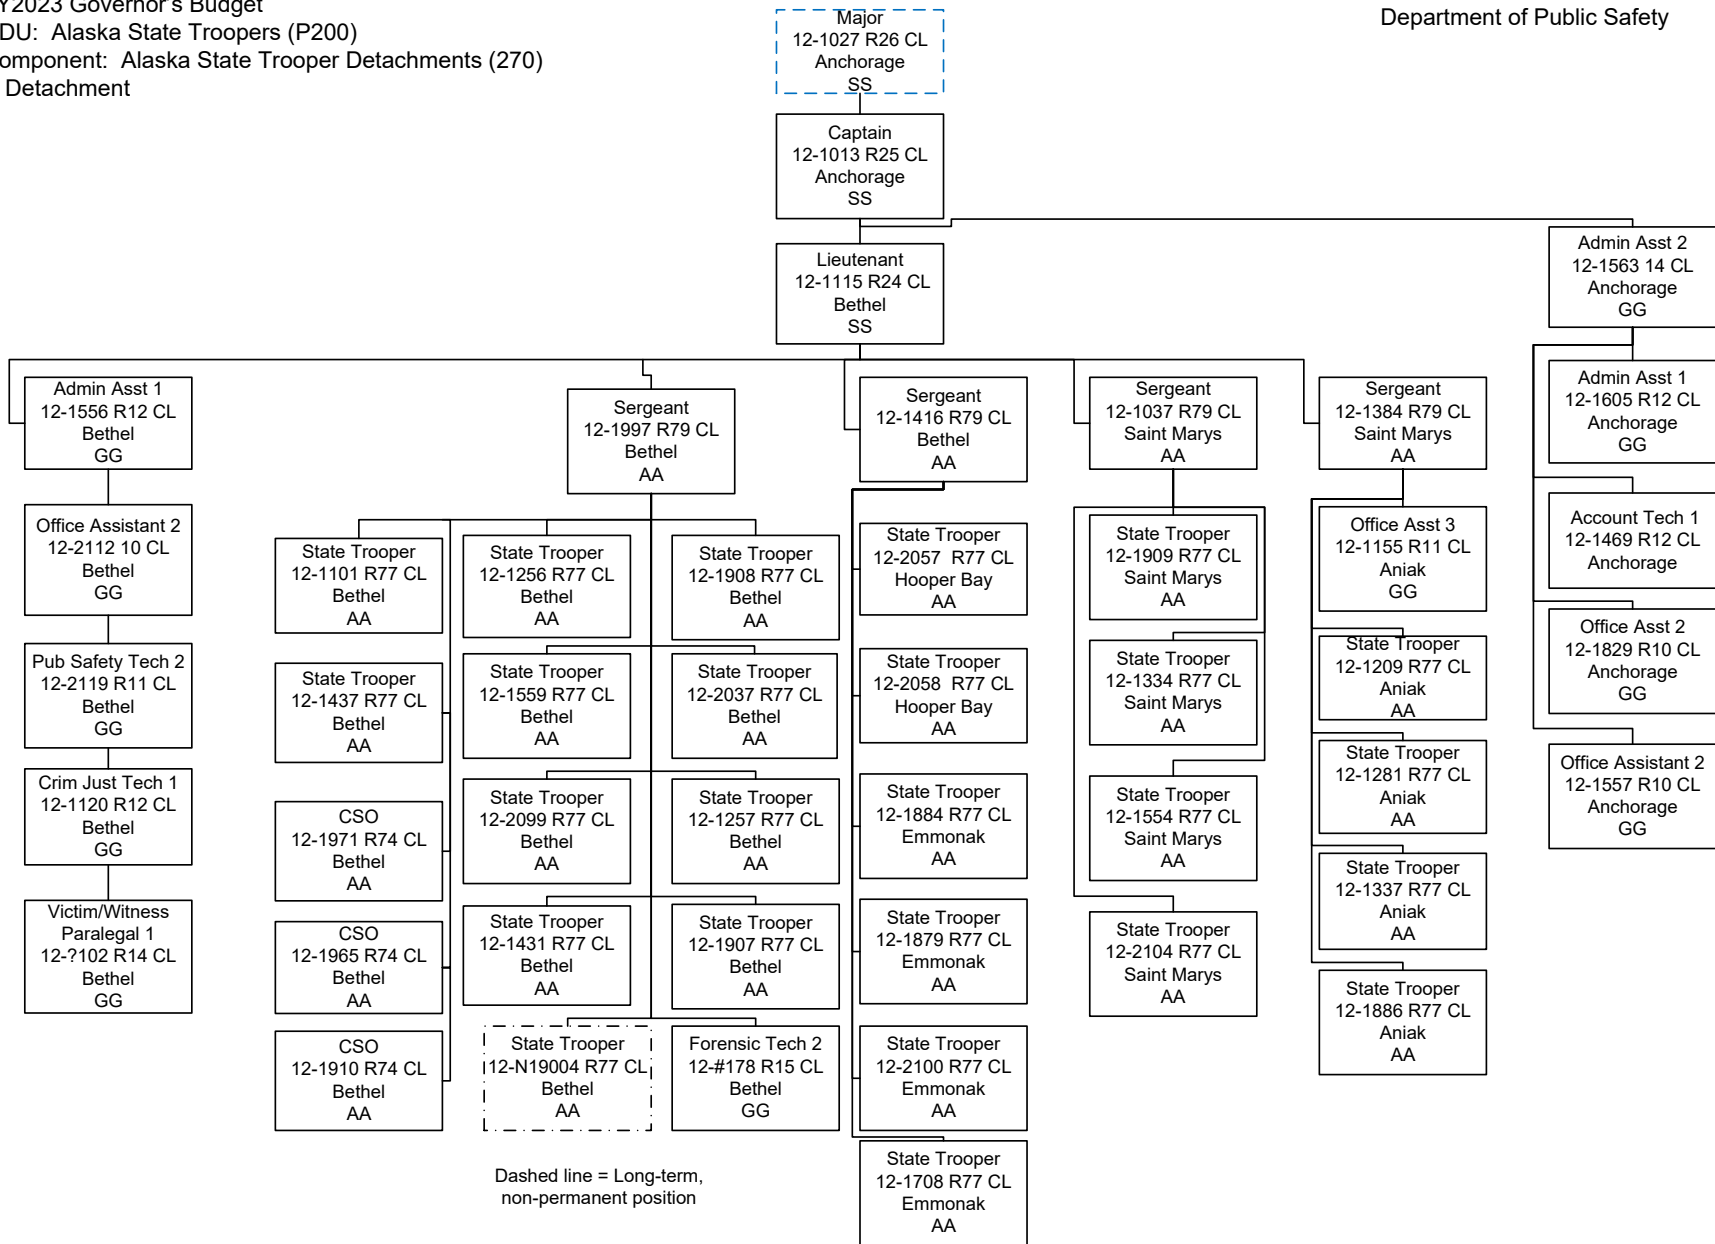 Y2023 Governor's Budget
DU:  Alaska State Troopers (P200)
omponent:  Alaska State Trooper Detachments (270)
Detachment
Department of Public Safety
Major
12-1027 R26 CL
Anchorage
SS
Captain
12-1013 R25 CL
Anchorage
SS
Lieutenant
12-1115 R24 CL
Bethel
SS
Admin Asst 2
12-1563 14 CL
Anchorage
GG
Admin Asst 1
12-1556 R12 CL
Bethel
GG
Office Assistant 2
12-2112 10 CL
Bethel
GG
Pub Safety Tech 2
12-2119 R11 CL
Bethel
GG
Crim Just Tech 1
12-1120 R12 CL
Bethel
GG
Victim/Witness
Paralegal 1
12-?102 R14 CL
Bethel
GG
Sergeant
12-1997 R79 CL
Bethel
AA
State Trooper
12-1101 R77 CL
Bethel
AA
State Trooper
12-1437 R77 CL
Bethel
AA
CSO
12-1971 R74 CL
Bethel
AA
CSO
12-1965 R74 CL
Bethel
AA
CSO
12-1910 R74 CL
Bethel
AA
State Trooper
12-1256 R77 CL
Bethel
AA
State Trooper
12-1559 R77 CL
Bethel
AA
State Trooper
12-2099 R77 CL
Bethel
AA
State Trooper
12-1431 R77 CL
Bethel
AA
State Trooper
12-N19004 R77 CL
Bethel
AA
State Trooper
12-1908 R77 CL
Bethel
AA
State Trooper
12-2037 R77 CL
Bethel
AA
State Trooper
12-1257 R77 CL
Bethel
AA
State Trooper
12-1907 R77 CL
Bethel
AA
Forensic Tech 2
12-#178 R15 CL
Bethel
GG
Dashed line = Long-term,
non-permanent position
Sergeant
12-1416 R79 CL
Bethel
AA
State Trooper
12-2057  R77 CL
Hooper Bay
AA
State Trooper
12-2058  R77 CL
Hooper Bay
AA
State Trooper
12-1884 R77 CL
Emmonak
AA
State Trooper
12-1879 R77 CL
Emmonak
AA
State Trooper
12-2100 R77 CL
Emmonak
AA
State Trooper
12-1708 R77 CL
Emmonak
AA
Sergeant
12-1037 R79 CL
Saint Marys
AA
State Trooper
12-1909 R77 CL
Saint Marys
AA
State Trooper
12-1334 R77 CL
Saint Marys
AA
State Trooper
12-1554 R77 CL
Saint Marys
AA
State Trooper
12-2104 R77 CL
Saint Marys
AA
Sergeant
12-1384 R79 CL
Saint Marys
AA
Office Asst 3
12-1155 R11 CL
Aniak
GG
State Trooper
12-1209 R77 CL
Aniak
AA
State Trooper
12-1281 R77 CL
Aniak
AA
State Trooper
12-1337 R77 CL
Aniak
AA
State Trooper
12-1886 R77 CL
Aniak
AA
Admin Asst 1
12-1605 R12 CL
Anchorage
GG
Account Tech 1
12-1469 R12 CL
Anchorage
Office Asst 2
12-1829 R10 CL
Anchorage
GG
Office Assistant 2
12-1557 R10 CL
Anchorage
GG